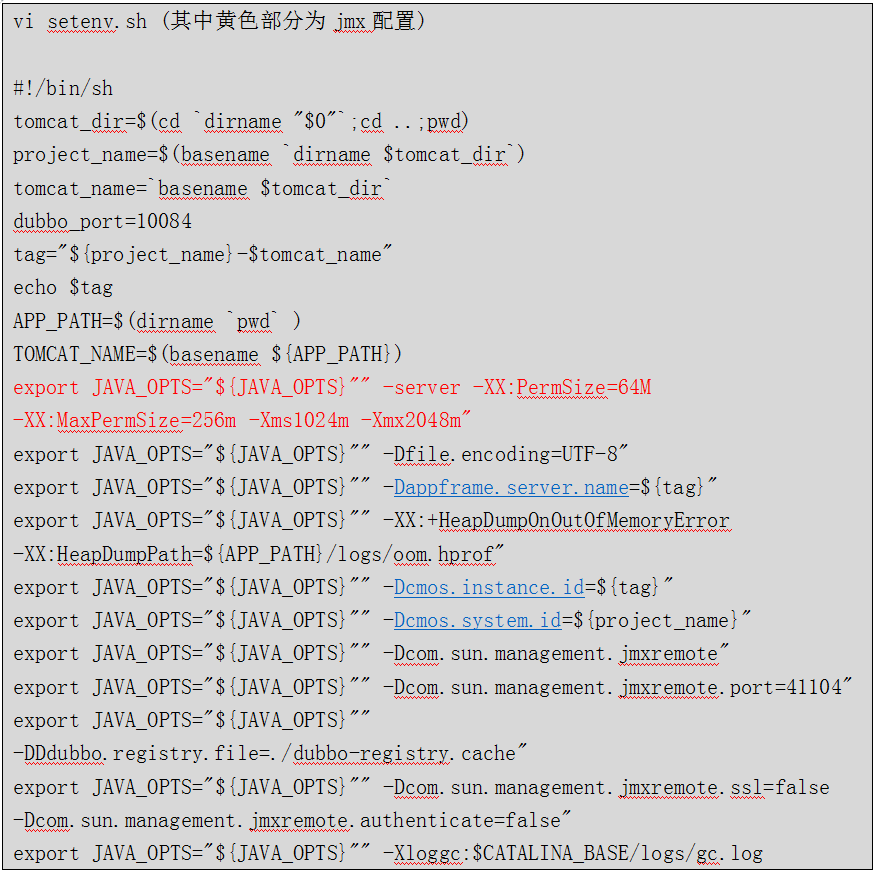 vi setenv.sh (其中黄色部分为 jmx 配置)
#!/bin/sh
tomcat_dir=$(cd `dirname "$0"`;cd ..;pwd)
project_name=$(basename `dirname $tomcat_dir`)
tomcat_name=`basename $tomcat_dir`
dubbo_port=10084
tag="${project_name}-$tomcat_name"
echo $tag
APP_PATH=$(dirname `pwd` )
TOMCAT_NAME=$(basename ${APP_PATH})
export JAVA_OPTS="${JAVA_OPTS}"" -server -XX:PermSize=64M
-XX:MaxPermSize=256m -Xms1024m -Xmx2048m"
export JAVA_OPTS="${JAVA_OPTS}"" -Dfile.encoding=UTF-8"
export JAVA_OPTS="${JAVA_OPTS}"" -Dappframe.server.name=${tag}"
export JAVA_OPTS="${JAVA_OPTS}"" -XX:+HeapDumpOnOutOfMemoryError
-XX:HeapDumpPath=${APP_PATH}/logs/oom.hprof"
export JAVA_OPTS="${JAVA_OPTS}"" -Dcmos.instance.id=${tag}"
export JAVA_OPTS="${JAVA_OPTS}"" -Dcmos.system.id=${project_name}"
export JAVA_OPTS="${JAVA_OPTS}"" -Dcom.sun.management.jmxremote"
export JAVA_OPTS="${JAVA_OPTS}"" -Dcom.sun.management.jmxremote.port=41104"
export JAVA_OPTS="${JAVA_OPTS}""
-DDdubbo.registry.file=./dubbo-registry.cache"
export JAVA_OPTS="${JAVA_OPTS}"" -Dcom.sun.management.jmxremote.ssl=false
-Dcom.sun.management.jmxremote.authenticate=false"
export JAVA_OPTS="${JAVA_OPTS}"" -Xloggc:$CATALINA_BASE/logs/gc.log